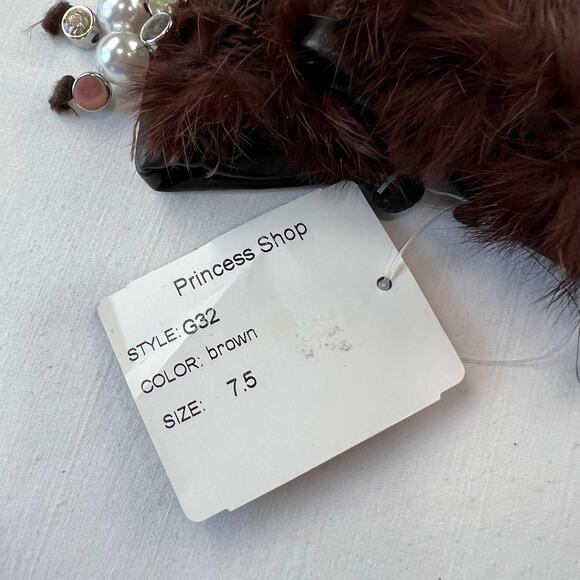 Princess Shop
STYLE: G32
COLOR: brown
SIZE: 7.5